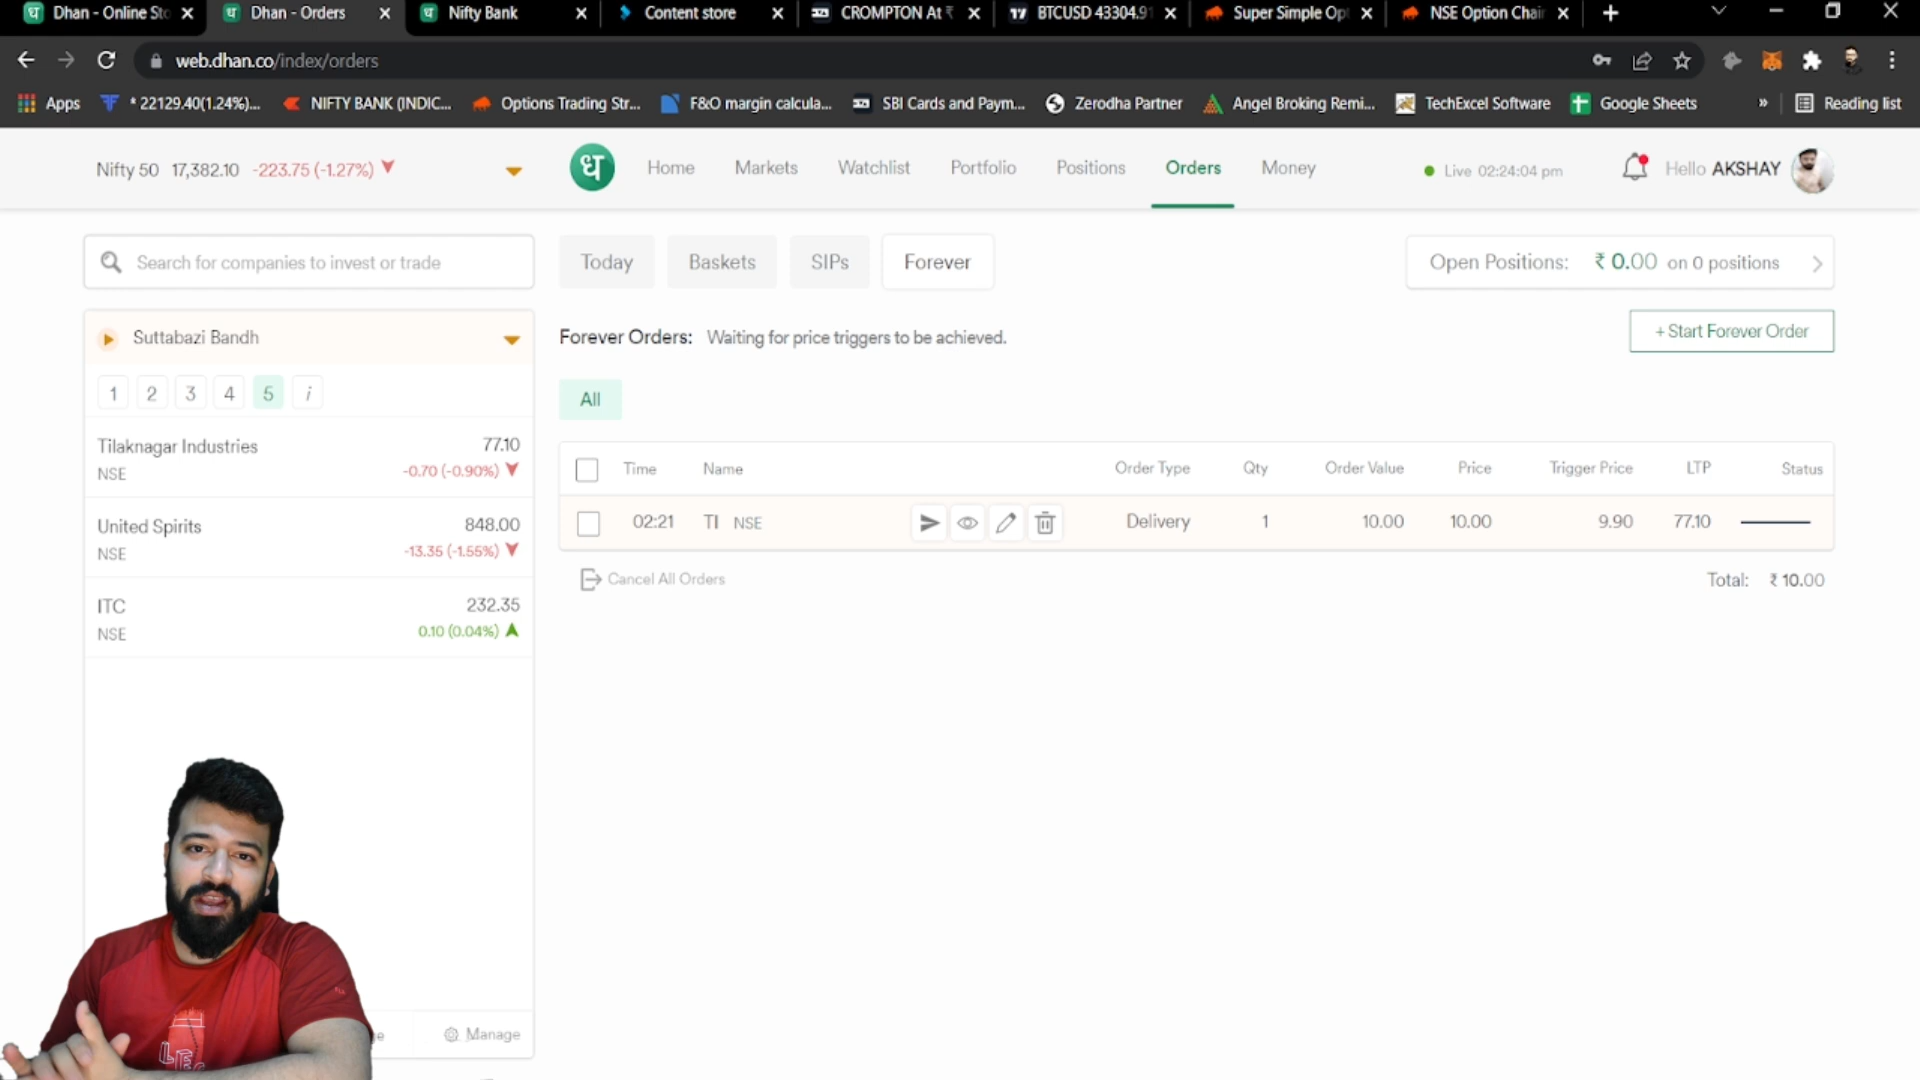 Dhan - Online Sto
Dhan - Orders
Nifty Bank
Content store
CROMPTON At ₹
BTCUSD 43304.91
Super Simple Opt
NSE Option Chain
web.dhan.co/index/orders
Apps
* 22129.40(1.24%)...
NIFTY BANK (INDIC...
Options Trading Str...
F&O margin calcula...
SBI Cards and Paym...
Zerodha Partner
Angel Broking Remi...
TechExcel Software
Google Sheets
»
Reading list
Nifty 50 17,382.10 -223.75 (-1.27%)
ध
Home
Markets
Watchlist
Portfolio
Positions
Orders
Money
Live 02:24:04 pm
Hello AKSHAY
Search for companies to invest or trade
Today
Baskets
SIPs
Forever
Open Positions: ₹ 0.00 on 0 positions
Suttabazi Bandh
Forever Orders: Waiting for price triggers to be achieved.
+ Start Forever Order
1 2 3 4 5 i
All
Tilaknagar Industries 77.10
NSE -0.70 (-0.90%)
United Spirits 848.00
NSE -13.35 (-1.55%)
ITC 232.35
NSE 0.10 (0.04%)
Time Name Order Type Qty Order Value Price Trigger Price LTP Status
02:21 TI NSE Delivery 1 10.00 10.00 9.90 77.10
Cancel All Orders
Total: ₹ 10.00
Manage